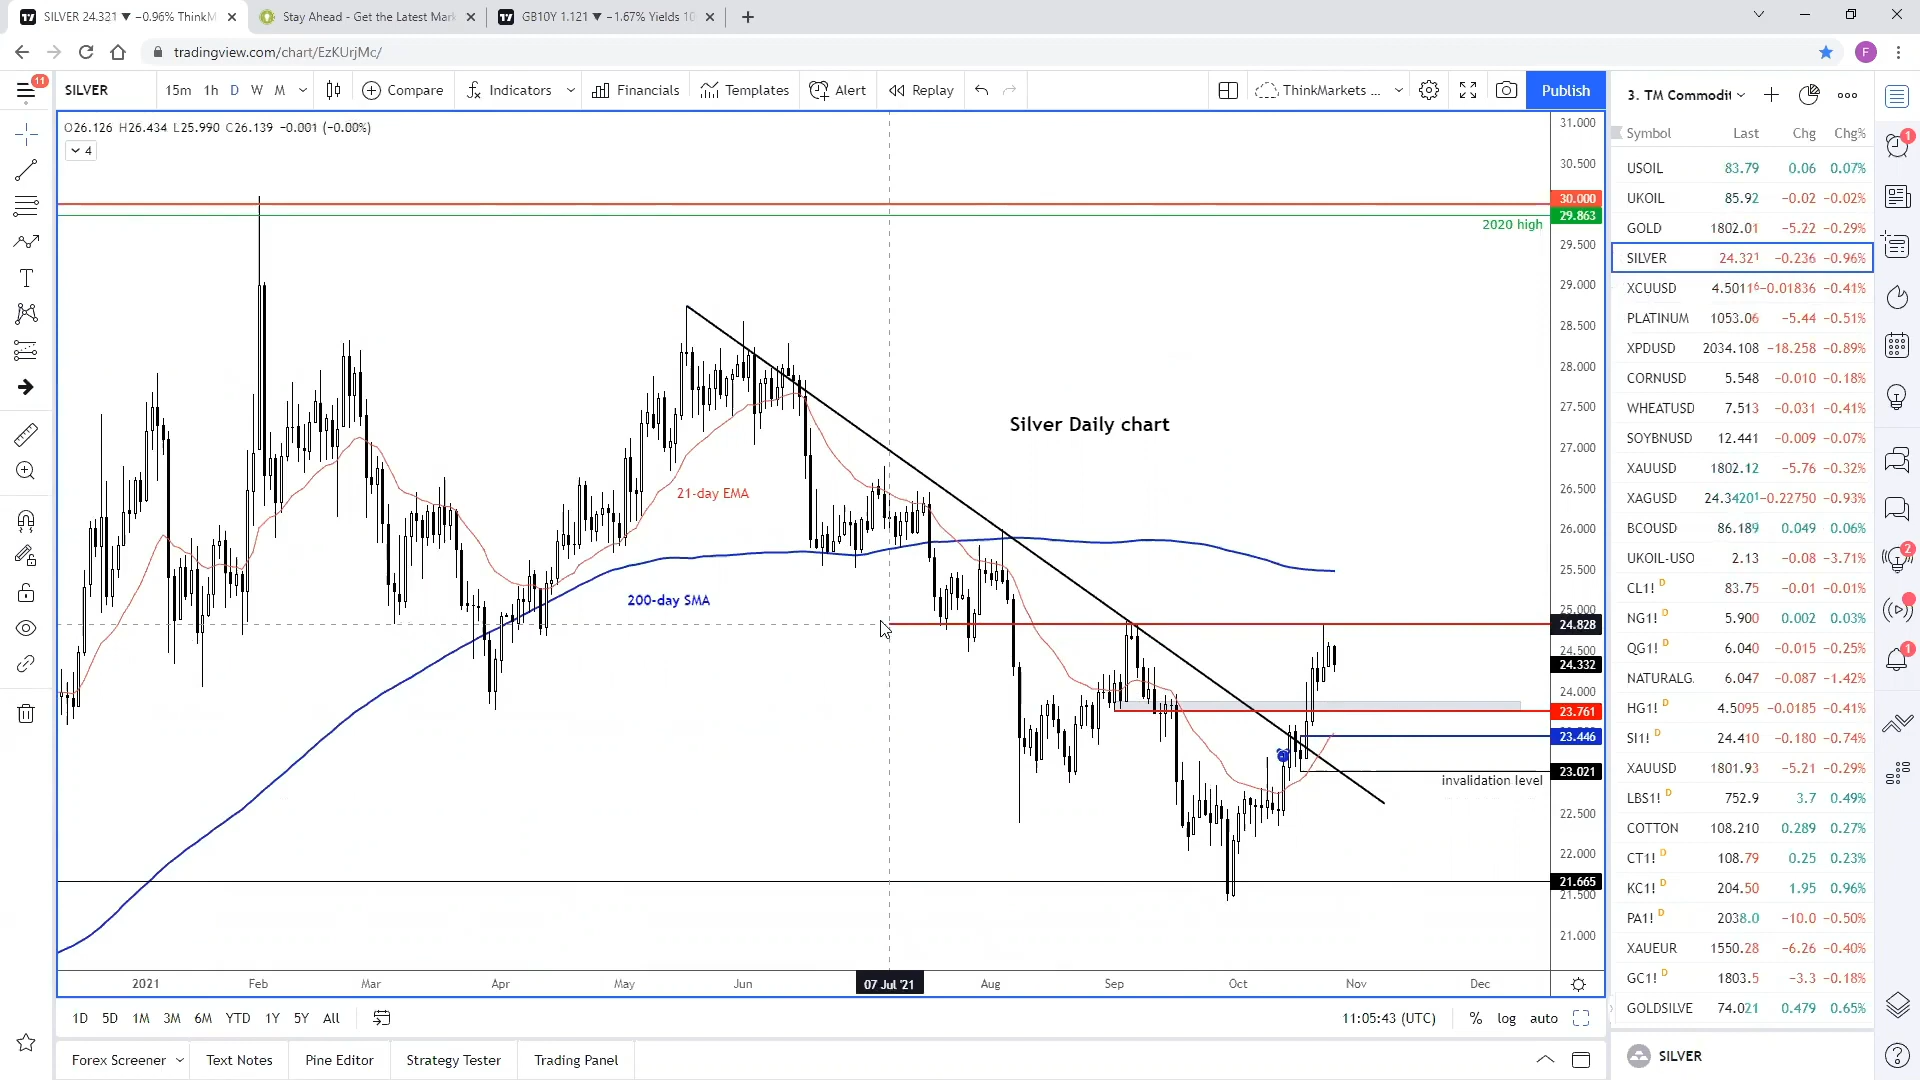 SILVER 24.321 ▼ −0.96% ThinkM
Stay Ahead - Get the Latest Mar
GB10Y 1.121 ▼ −1.67% Yields 10
tradingview.com/chart/EzKUrjMc/
F
11
SILVER 15m 1h D W M Compare Indicators Financials Templates Alert Replay ThinkMarkets ... Publish
O26.126 H26.434 L25.990 C26.139 −0.001 (−0.00%)
4
2020 high
Silver Daily chart
21-day EMA
200-day SMA
invalidation level
31.000
30.500
30.000
29.863
29.500
29.000
28.500
28.000
27.500
27.000
26.500
26.000
25.500
25.000
24.828
24.500
24.332
24.000
23.761
23.446
23.021
22.500
22.000
21.665
21.500
21.000
2021 Feb Mar Apr May Jun 07 Jul '21 Aug Sep Oct Nov Dec
1D 5D 1M 3M 6M YTD 1Y 5Y All
11:05:43 (UTC) % log auto
Forex Screener Text Notes Pine Editor Strategy Tester Trading Panel
3. TM Commodit
Symbol Last Chg Chg%
USOIL 83.79 0.06 0.07%
UKOIL 85.92 −0.02 −0.02%
GOLD 1802.01 −5.22 −0.29%
SILVER 24.321 −0.236 −0.96%
XCUUSD 4.50116 −0.01836 −0.41%
PLATINUM 1053.06 −5.44 −0.51%
XPDUSD 2034.108 −18.258 −0.89%
CORNUSD 5.548 −0.010 −0.18%
WHEATUSD 7.513 −0.031 −0.41%
SOYBNUSD 12.441 −0.009 −0.07%
XAUUSD 1802.12 −5.76 −0.32%
XAGUSD 24.34201 −0.22750 −0.93%
BCOUSD 86.189 0.049 0.06%
UKOIL-USO 2.13 −0.08 −3.71%
CL1! D 83.75 −0.01 −0.01%
NG1! D 5.900 0.002 0.03%
QG1! D 6.040 −0.015 −0.25%
NATURALG. 6.047 −0.087 −1.42%
HG1! D 4.5095 −0.0185 −0.41%
SI1! D 24.410 −0.180 −0.74%
XAUUSD 1801.93 −5.21 −0.29%
LBS1! D 752.9 3.7 0.49%
COTTON 108.210 0.289 0.27%
CT1! D 108.79 0.25 0.23%
KC1! D 204.50 1.95 0.96%
PA1! D 2038.0 −10.0 −0.50%
XAUEUR 1550.28 −6.26 −0.40%
GC1! D 1803.5 −3.3 −0.18%
GOLDSILVE 74.021 0.479 0.65%
SILVER
1
2
1